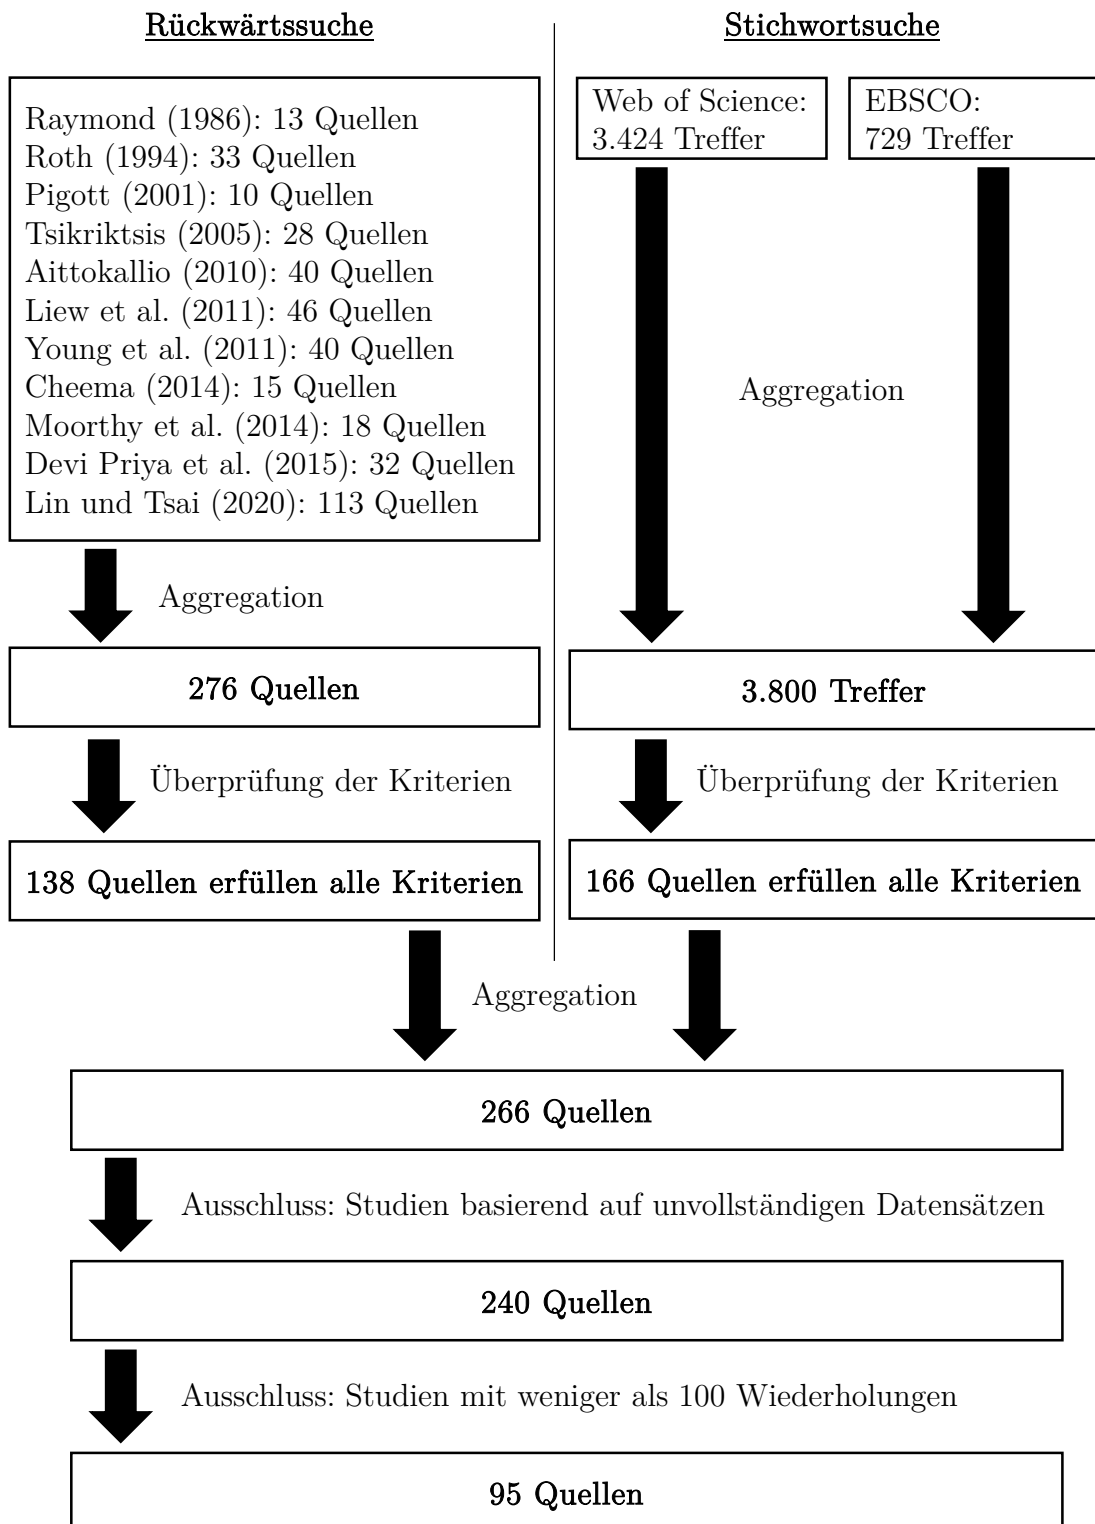 Rückwärtssuche
Raymond (1986): 13 Quellen
Roth (1994): 33 Quellen
Pigott (2001): 10 Quellen
Tsikriktsis (2005): 28 Quellen
Aittokallio (2010): 40 Quellen
Liew et al. (2011): 46 Quellen
Young et al. (2011): 40 Quellen
Cheema (2014): 15 Quellen
Moorthy et al. (2014): 18 Quellen
Devi Priya et al. (2015): 32 Quellen
Lin und Tsai (2020): 113 Quellen
Aggregation
276 Quellen
Überprüfung der Kriterien
138 Quellen erfüllen alle Kriterien
Stichwortsuche
Web of Science:
3.424 Treffer
EBSCO:
729 Treffer
Aggregation
3.800 Treffer
Überprüfung der Kriterien
166 Quellen erfüllen alle Kriterien
Aggregation
266 Quellen
Ausschluss: Studien basierend auf unvollständigen Datensätzen
240 Quellen
Ausschluss: Studien mit weniger als 100 Wiederholungen
95 Quellen